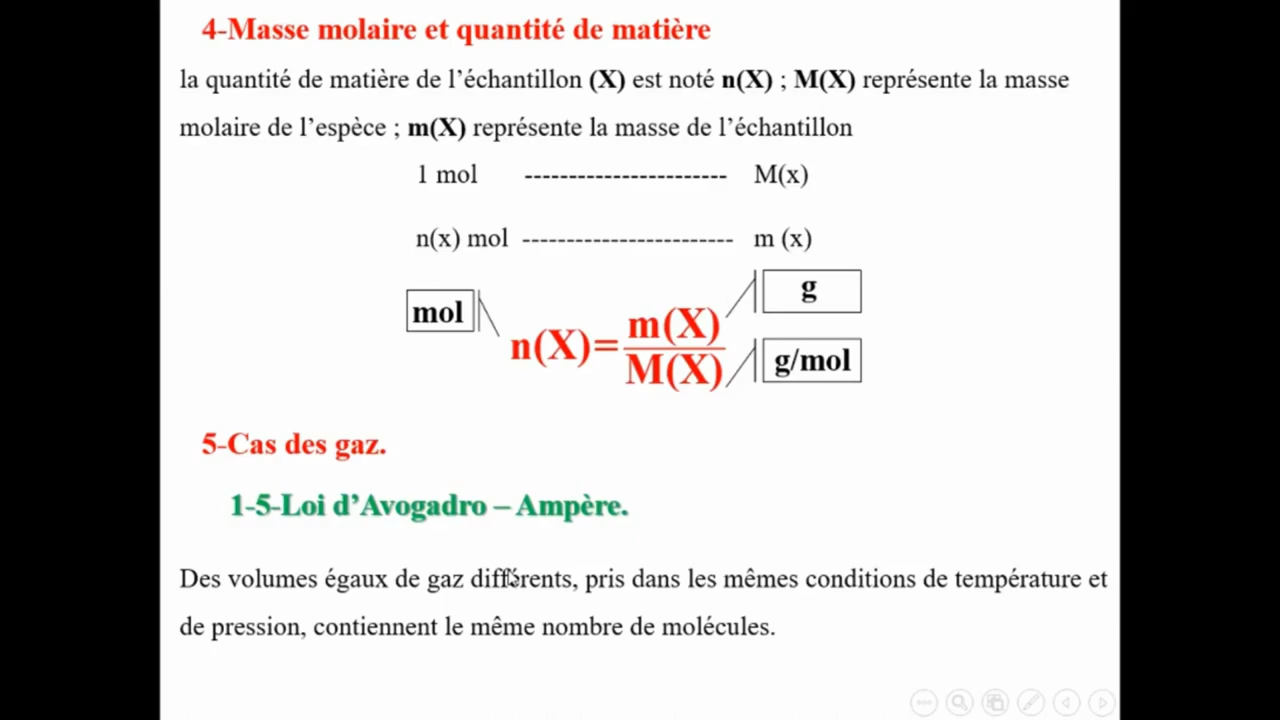 4-Masse molaire et quantité de matière
la quantité de matière de l’échantillon (X) est noté n(X) ; M(X) représente la masse
molaire de l’espèce ; m(X) représente la masse de l’échantillon
1 mol ----------------------- M(x)
n(x) mol ------------------------ m (x)
mol
n(X)=m(X)/M(X)
g
g/mol
5-Cas des gaz.
1-5-Loi d’Avogadro – Ampère.
Des volumes égaux de gaz différents, pris dans les mêmes conditions de température et
de pression, contiennent le même nombre de molécules.